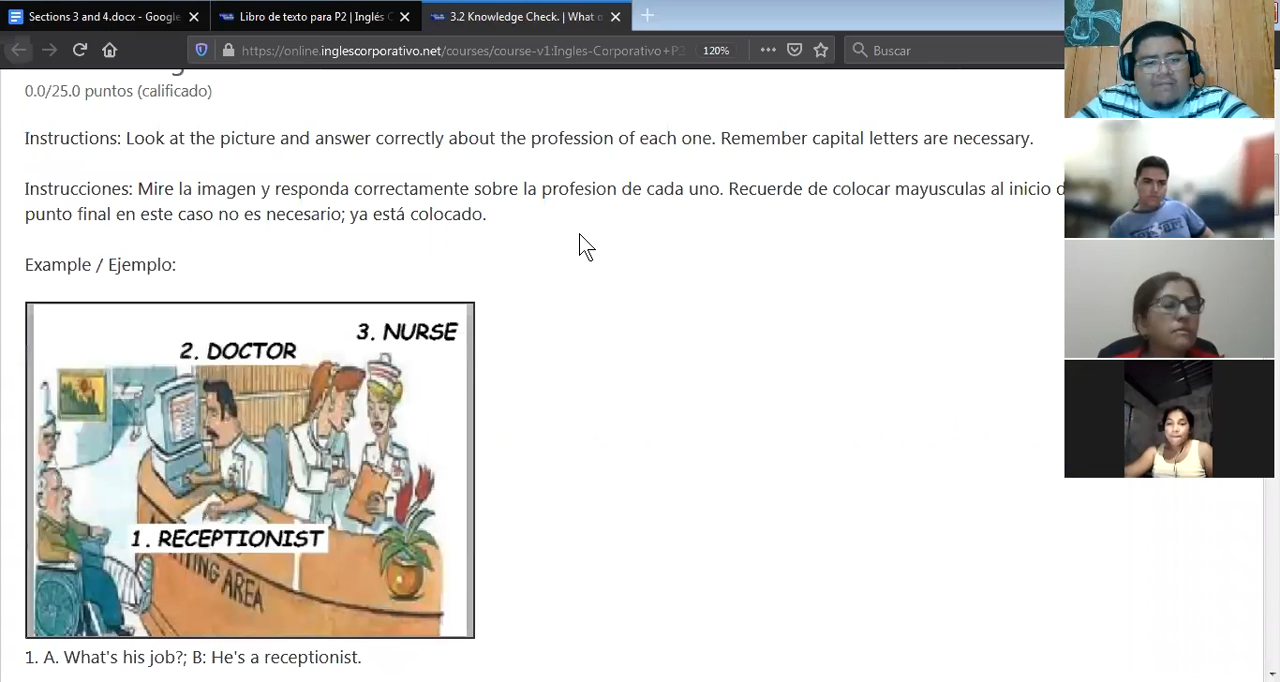 Sections 3 and 4.docx - Google
Libro de texto para P2 | Inglés C
3.2 Knowledge Check. | What o
https://online.inglescorporativo.net/courses/course-v1:Ingles-Corporativo+P
120%
Buscar
0.0/25.0 puntos (calificado)
Instructions: Look at the picture and answer correctly about the profession of each one. Remember capital letters are necessary.
Instrucciones: Mire la imagen y responda correctamente sobre la profesion de cada uno. Recuerde de colocar mayusculas al inicio
punto final en este caso no es necesario; ya está colocado.
Example / Ejemplo:
3. NURSE
2. DOCTOR
1. RECEPTIONIST
WAITING AREA
1. A. What's his job?; B: He's a receptionist.